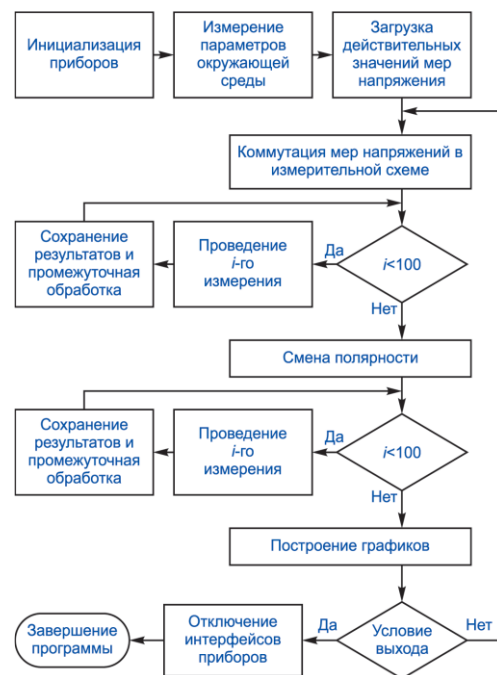 Инициализация
приборов
Измерение
параметров
окружающей
среды
Загрузка
действительных
значений мер
напряжения
Коммутация мер напряжений в
измерительной схеме
Сохранение
результатов и
промежуточная
обработка
Проведение
i-го
измерения
Да
i<100
Нет
Смена полярности
Сохранение
результатов и
промежуточная
обработка
Проведение
i-го
измерения
Да
i<100
Нет
Построение графиков
Завершение
программы
Отключение
интерфейсов
приборов
Да
Условие
выхода
Нет